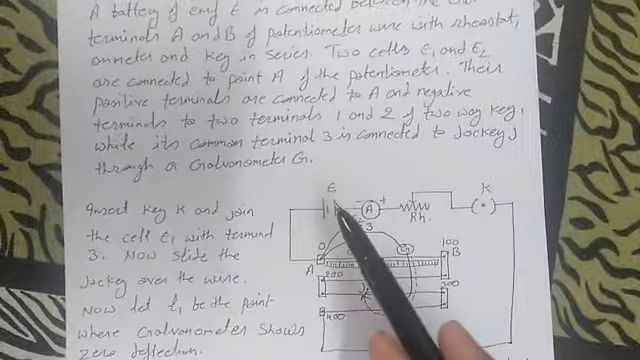 A battery of emf E is connected between the end
terminals A and B of potentiometer wire with rheostat,
ammeter and key in series. Two cells E1 and E2
are connected to point A of the potentiometer. Their
positive terminals are connected to A and negative
terminals to two terminals 1 and 2 of two way key,
while its common terminal 3 is connected to Jockey J
through a Galvanometer G.
E
- A +
Rh.
K
3
Insert key K and join
the cell E1 with terminal
3. Now slide the
Jockey over the wire.
Now let l1 be the point
where Galvanometer shows
zero deflection.
0
G
100
A
B
200
300
400